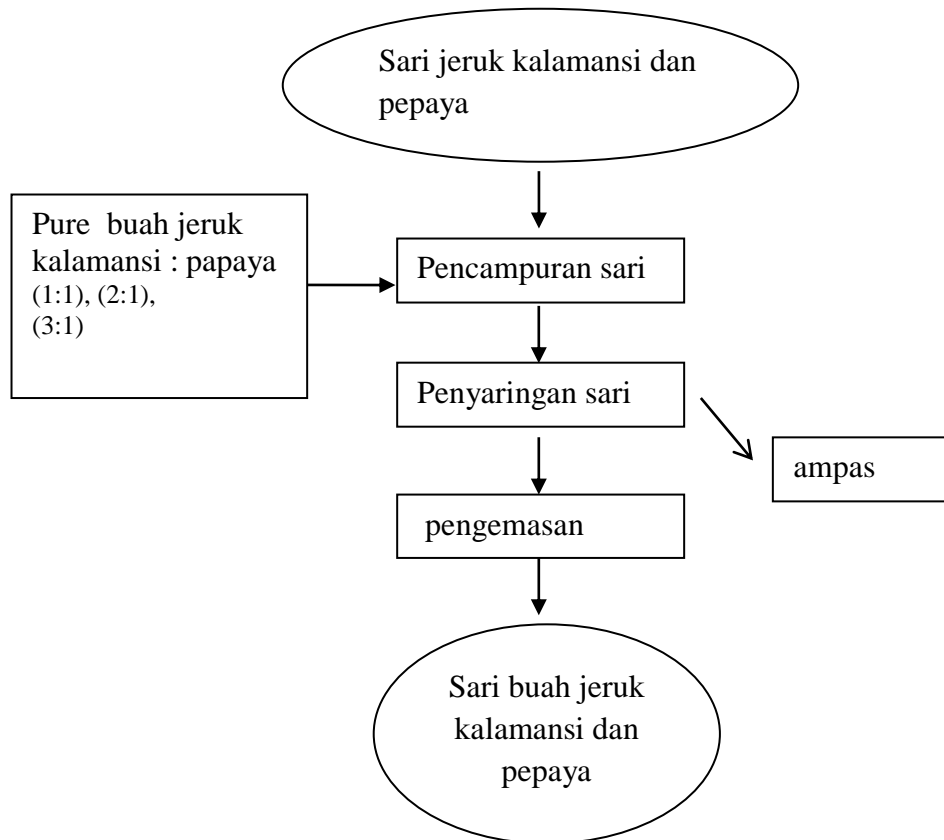 Sari jeruk kalamansi dan
pepaya
Pure buah jeruk
kalamansi : papaya
(1:1), (2:1),
(3:1)
Pencampuran sari
Penyaringan sari
ampas
pengemasan
Sari buah jeruk
kalamansi dan
pepaya